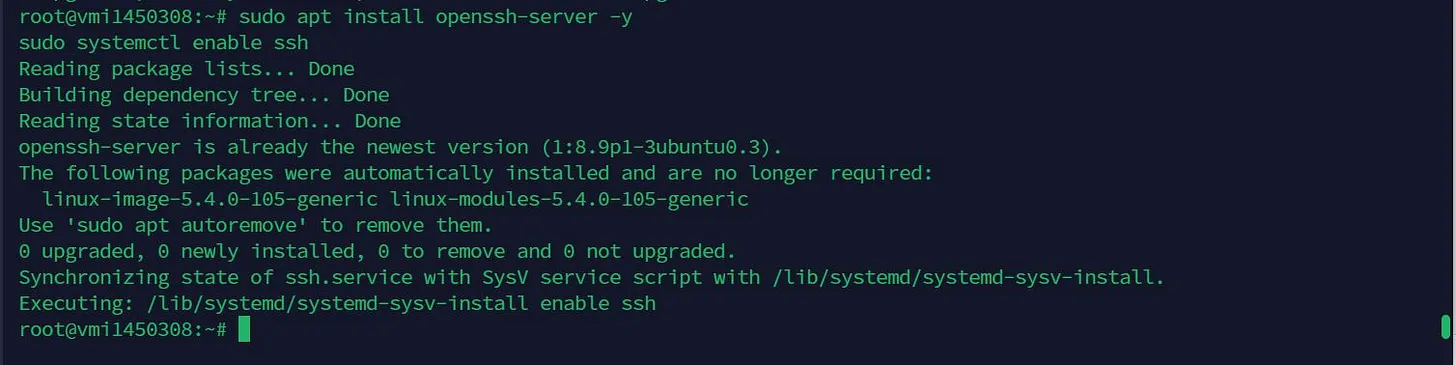 root@vmi1450308:~# sudo apt install openssh-server -y
sudo systemctl enable ssh
Reading package lists... Done
Building dependency tree... Done
Reading state information... Done
openssh-server is already the newest version (1:8.9p1-3ubuntu0.3).
The following packages were automatically installed and are no longer required:
  linux-image-5.4.0-105-generic linux-modules-5.4.0-105-generic
Use 'sudo apt autoremove' to remove them.
0 upgraded, 0 newly installed, 0 to remove and 0 not upgraded.
Synchronizing state of ssh.service with SysV service script with /lib/systemd/systemd-sysv-install.
Executing: /lib/systemd/systemd-sysv-install enable ssh
root@vmi1450308:~#